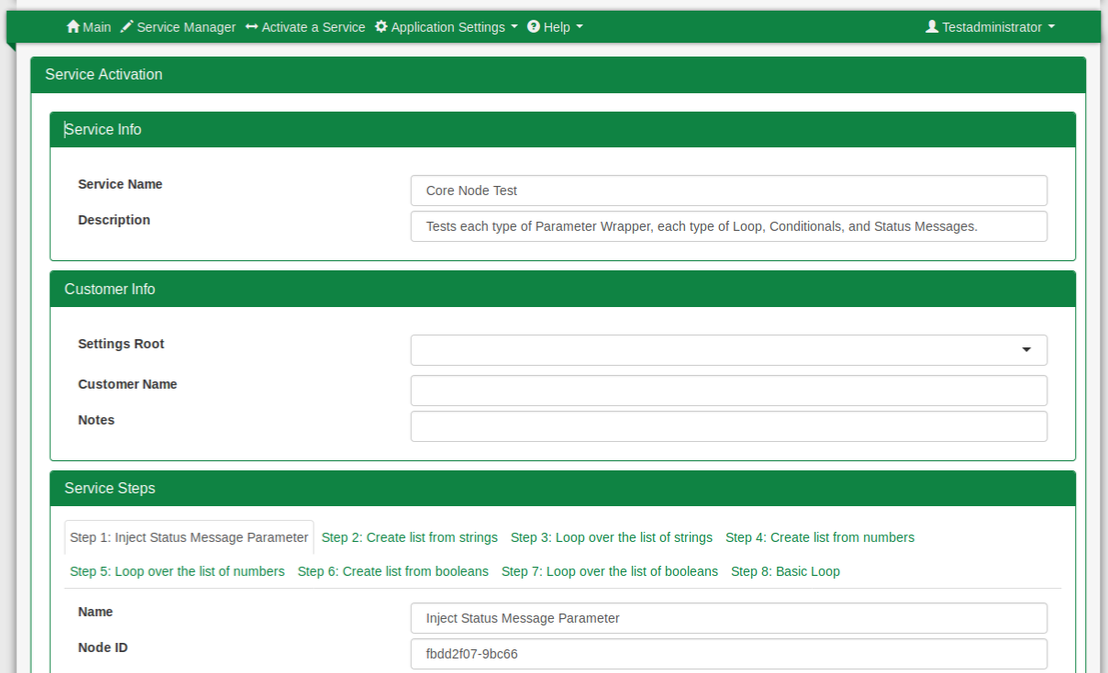 Main Service Manager Activate a Service Application Settings Help Testadministrator
Service Activation
Service Info
Service Name Core Node Test
Description Tests each type of Parameter Wrapper, each type of Loop, Conditionals, and Status Messages.
Customer Info
Settings Root
Customer Name
Notes
Service Steps
Step 1: Inject Status Message Parameter Step 2: Create list from strings Step 3: Loop over the list of strings Step 4: Create list from numbers
Step 5: Loop over the list of numbers Step 6: Create list from booleans Step 7: Loop over the list of booleans Step 8: Basic Loop
Name Inject Status Message Parameter
Node ID fbdd2f07-9bc66